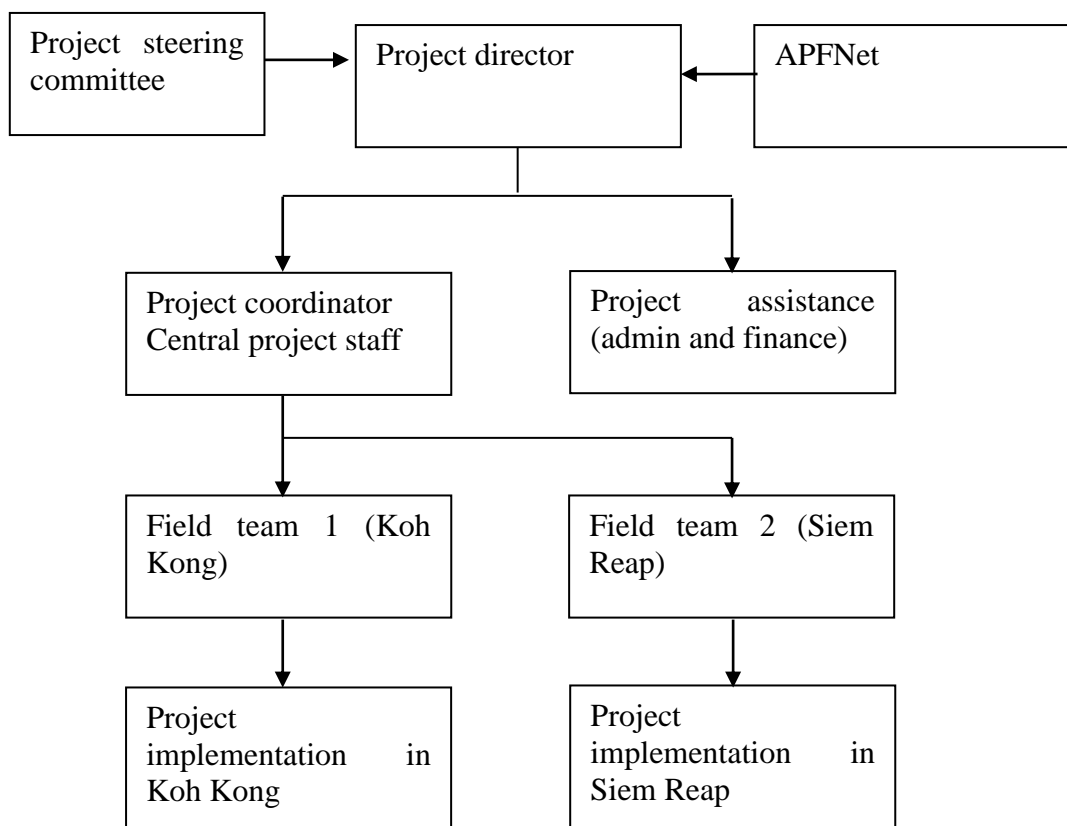 Project steering
committee
Project director
APFNet
Project coordinator
Central project staff
Project assistance
(admin and finance)
Field team 1 (Koh
Kong)
Field team 2 (Siem
Reap)
Project
implementation in
Koh Kong
Project
implementation in
Siem Reap